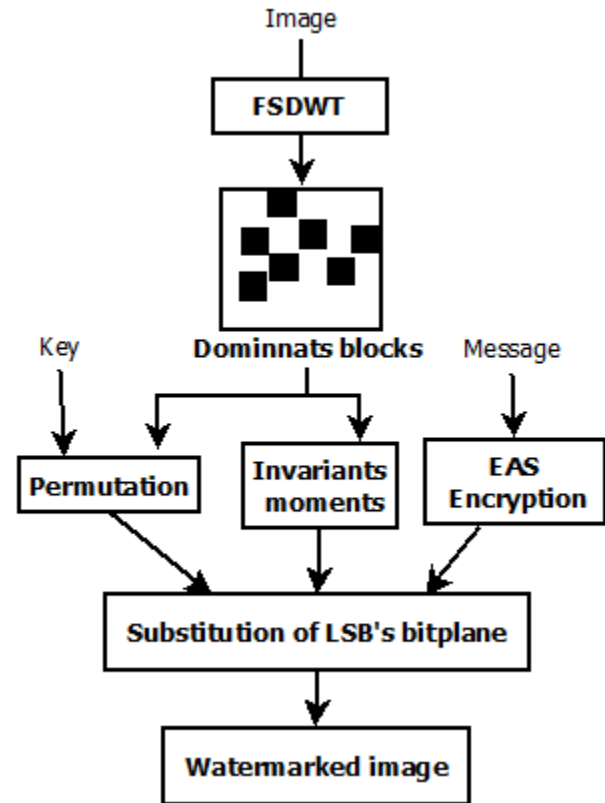 Image
FSDWT
Dominnats blocks
Key
Message
Permutation
Invariants
moments
EAS
Encryption
Substitution of LSB's bitplane
Watermarked image